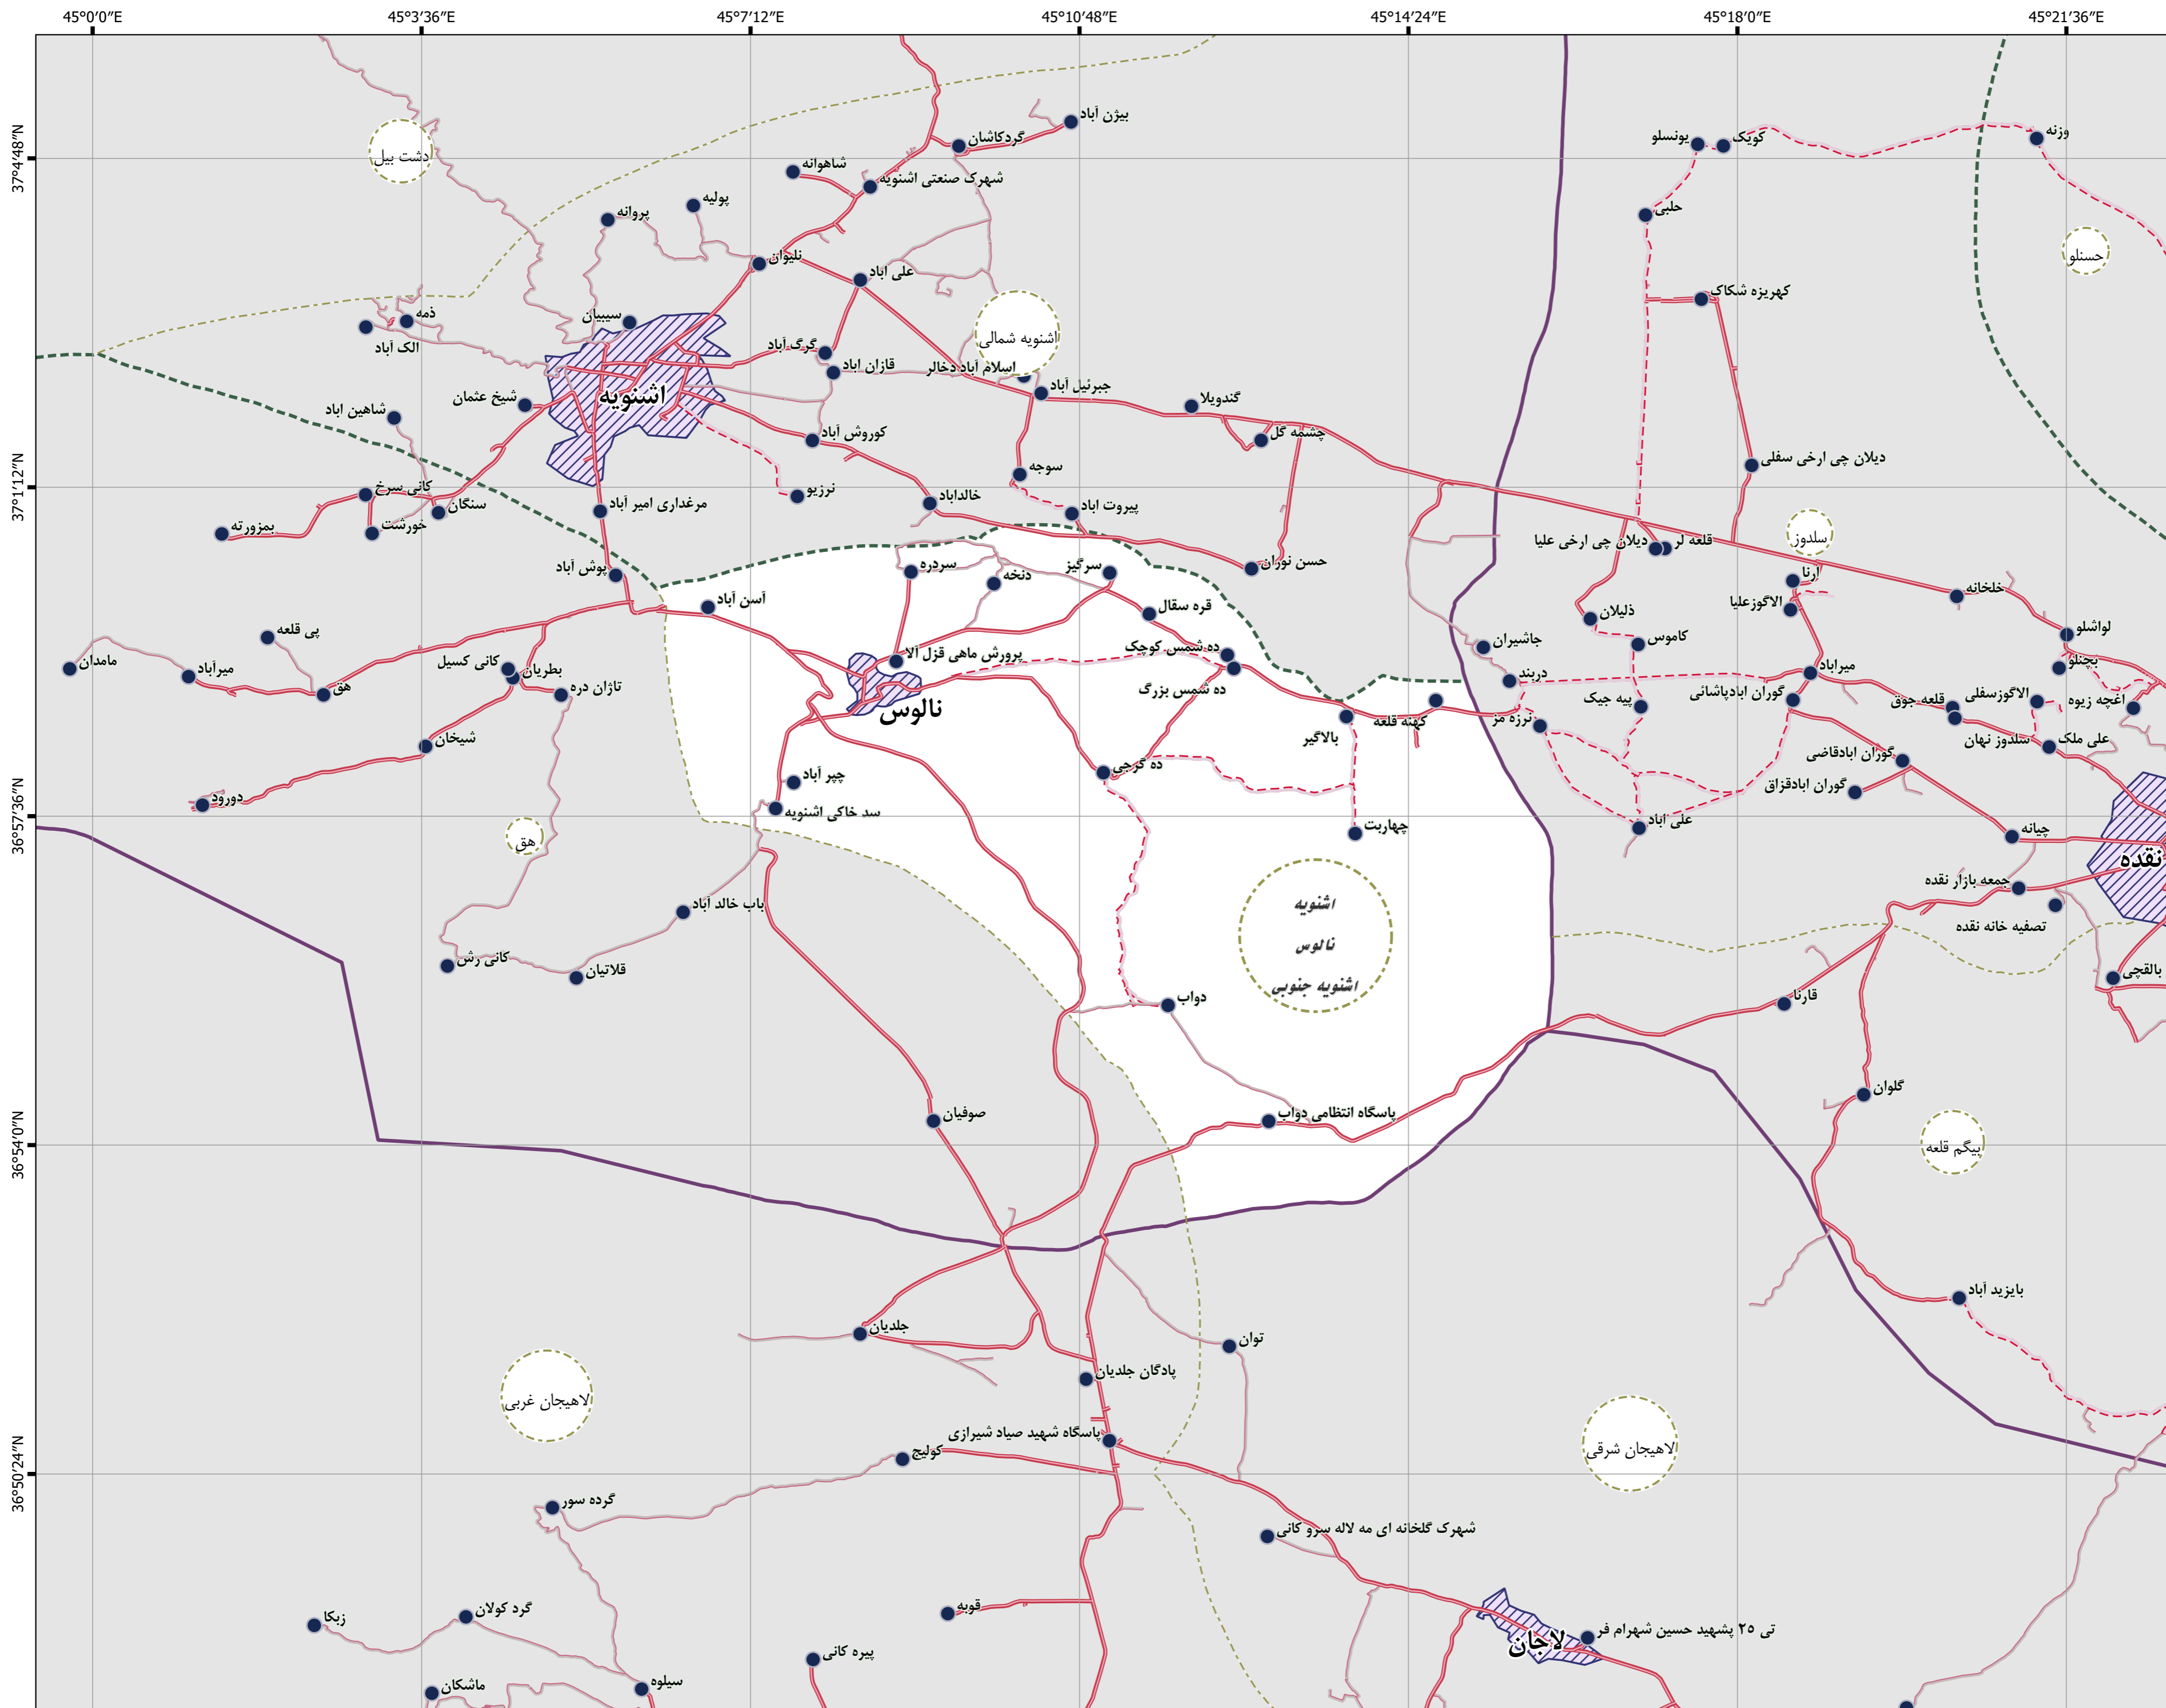 45°0'0"E
45°3'36"E
45°7'12"E
45°10'48"E
45°14'24"E
45°18'0"E
45°21'36"E
37°4'48"N
37°1'12"N
36°57'36"N
36°54'0"N
36°50'24"N
بیژن آباد
گردکاشان
یونسلو
کوپک
وزنه
دشت بیل
شاهوانه
شهرک صنعتی اشنویه
پولیه
پروانه
حلبی
حسنلو
نلیوان
علی اباد
کهریزه شکاک
ذمه
الک آباد
سیبیان
گرگ آباد
اشنویه شمالی
قازان اباد
اسلام آباد دخالر
جبرئیل آباد
اشنویه
شیخ عثمان
شاهین اباد
گندویلا
چشمه گل
کوروش آباد
دیلان چی ارخی سفلی
سوجه
کانی سرخ
سنگان
نرزیو
خالداباد
پیروت اباد
مرغداری امیر آباد
بمزورته
خورشت
دیلان چی ارخی علیا
قلعه لر
سلدوز
حسن نوران
پوش آباد
سردره
دنخه
سرگیز
ارنا
خلخانه
الاگوزعلیا
آسن آباد
قره سقال
ذلیلان
کاموس
لواشلو
پی قلعه
جاشیران
مامدان
میرآباد
هق
کانی کسیل
بطریان
تازان دره
پرورش ماهی قزل آلا
ده شمس کوچک
ده شمس بزرگ
دربند
میراباد
بچنلو
نالوس
گوران ابادپاشائی
پیه جیک
قلعه جوق
الاگوزسفلی
اغچه زیوه
کهنه قلعه
نرزه مز
بالاگیر
شیخان
سلدوز نهان
علی ملک
گوران ابادقاضی
ده گرجی
چپر آباد
گوران ابادقزاق
دورود
سد خاکی اشنویه
چهاربت
علی آباد
چیانه
هق
نقده
جمعه بازار نقده
باب خالد آباد
اشنویه
نالوس
اشنویه جنوبی
تصفیه خانه نقده
کانی رش
قلاتیان
بالقچی
دواب
قارنا
گلوان
صوفیان
پاسگاه انتظامی دواب
پیگم قلعه
بایزید آباد
جلدیان
توان
پادگان جلدیان
لاهیجان غربی
پاسگاه شهید صیاد شیرازی
کولیج
لاهیجان شرقی
گرده سور
شهرک گلخانه ای مه لاله سرو کانی
قوبه
گرد کولان
زیکا
تی ٢٥ پشهید حسین شهرام فر
لاجان
پیره کانی
سیلوه
ماشکان